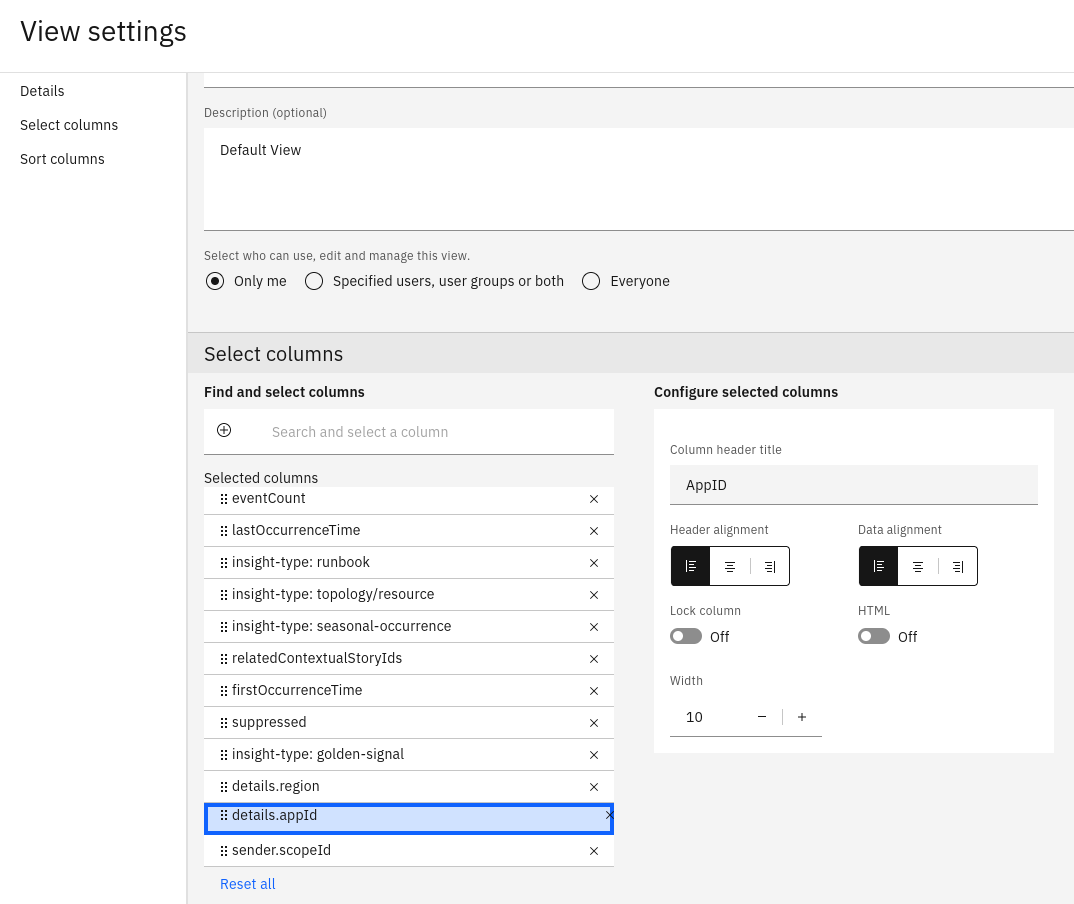 View settings
Details
Select columns
Sort columns
Description (optional)
Default View
Select who can use, edit and manage this view.
Only me
Specified users, user groups or both
Everyone
Select columns
Find and select columns
Search and select a column
Selected columns
eventCount
lastOccurrenceTime
insight-type: runbook
insight-type: topology/resource
insight-type: seasonal-occurrence
relatedContextualStoryIds
firstOccurrenceTime
suppressed
insight-type: golden-signal
details.region
details.appId
sender.scopeId
Reset all
Configure selected columns
Column header title
AppID
Header alignment
Data alignment
Lock column
HTML
Off
Off
Width
10